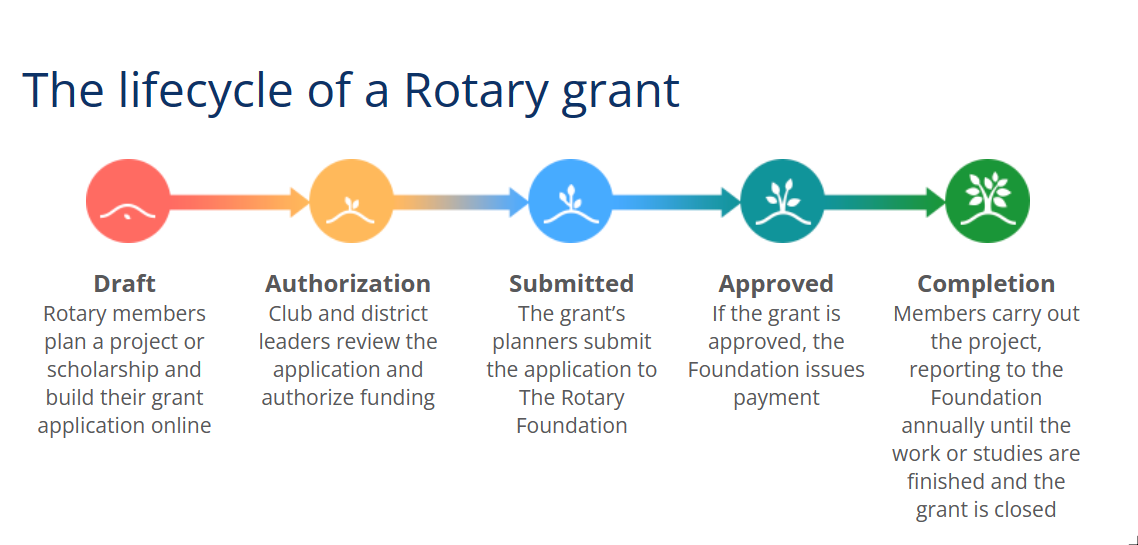 The lifecycle of a Rotary grant
Draft
Rotary members
plan a project or
scholarship and
build their grant
application online
Authorization
Club and district
leaders review the
application and
authorize funding
Submitted
The grant’s
planners submit
the application to
The Rotary
Foundation
Approved
If the grant is
approved, the
Foundation issues
payment
Completion
Members carry out
the project,
reporting to the
Foundation
annually until the
work or studies are
finished and the
grant is closed